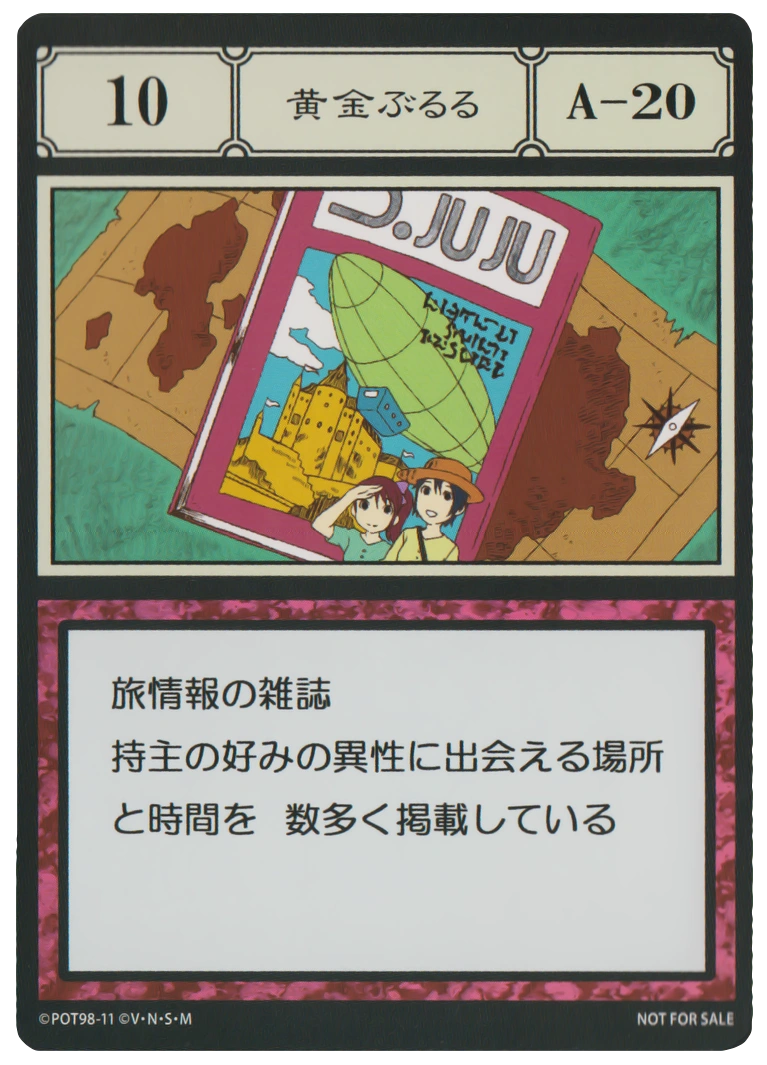 10
黄金ぶるる
A-20
G.JUJU
旅情報の雑誌
持主の好みの異性に出会える場所
と時間を 数多く掲載している
©POT98-11 ©V・N・S・M
NOT FOR SALE